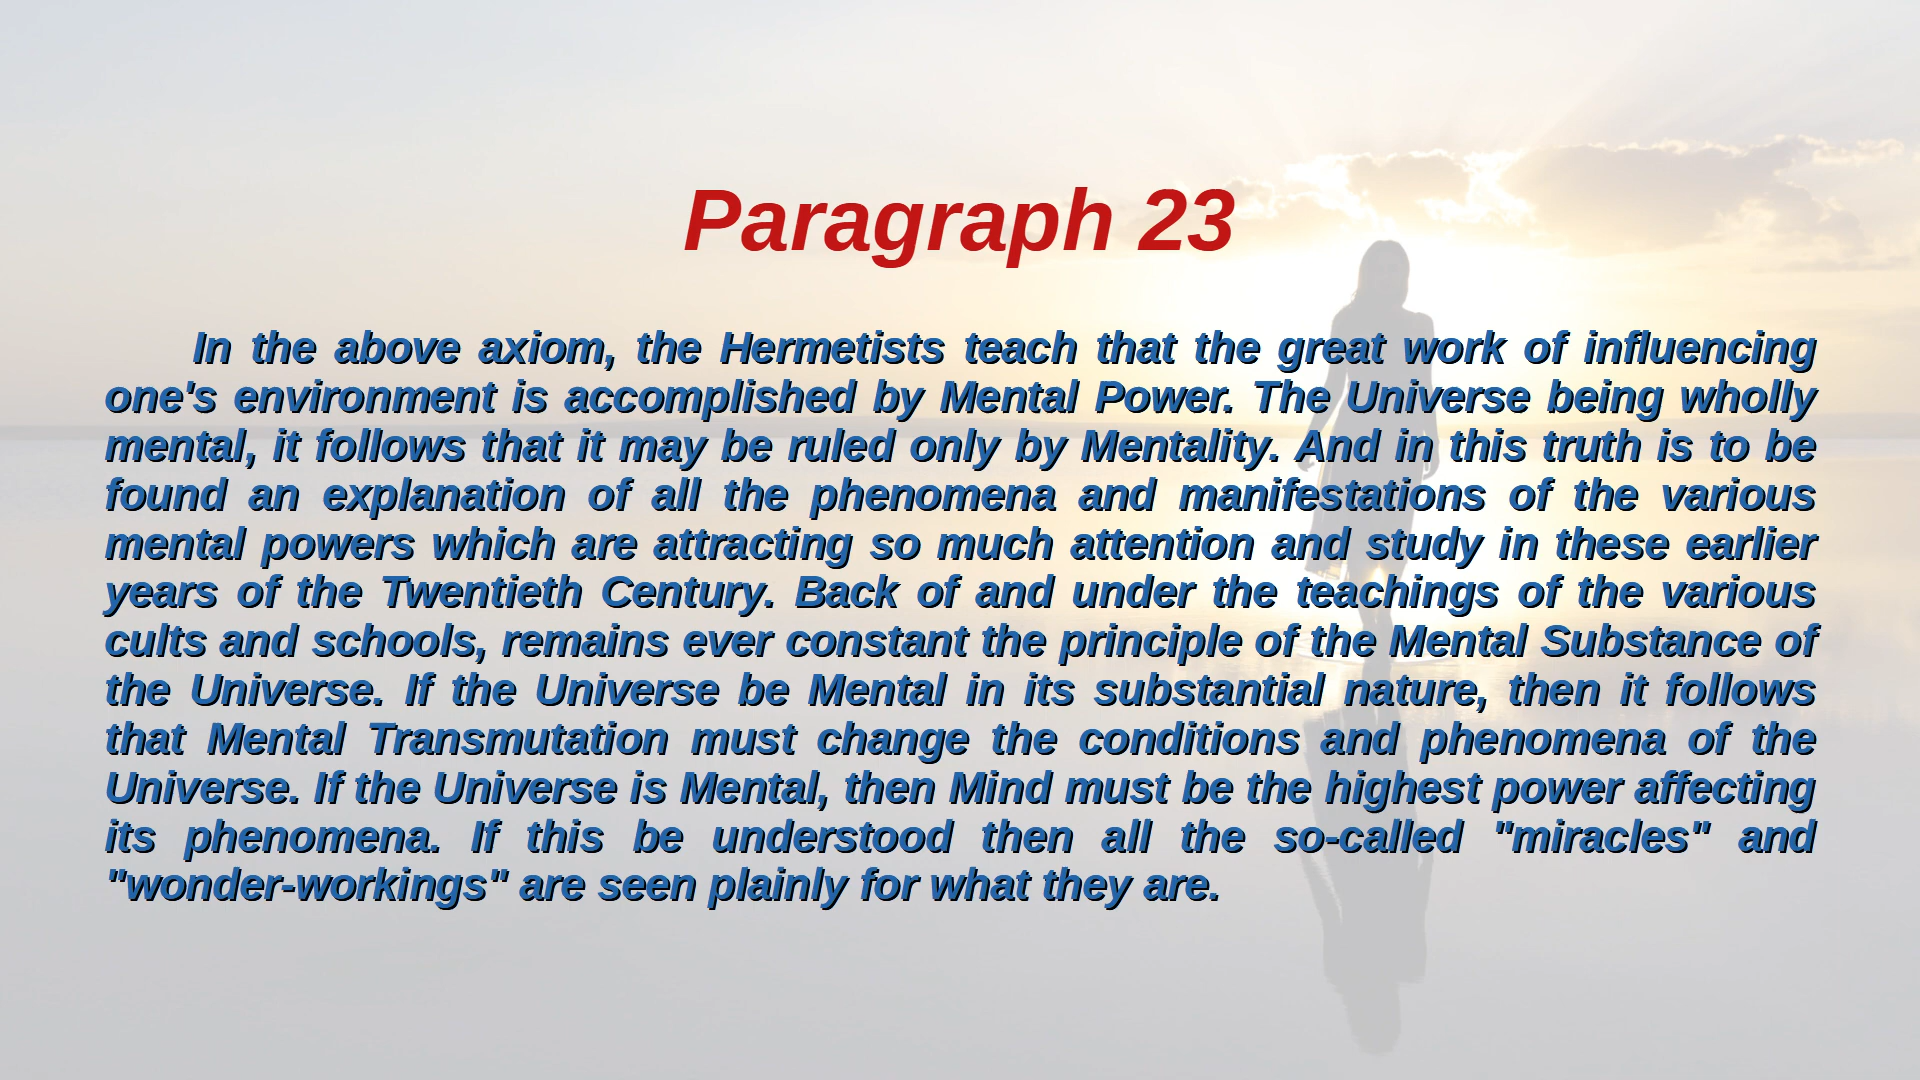 Paragraph 23
In the above axiom, the Hermetists teach that the great work of influencing
one's environment is accomplished by Mental Power. The Universe being wholly
mental, it follows that it may be ruled only by Mentality. And in this truth is to be
found an explanation of all the phenomena and manifestations of the various
mental powers which are attracting so much attention and study in these earlier
years of the Twentieth Century. Back of and under the teachings of the various
cults and schools, remains ever constant the principle of the Mental Substance of
the Universe. If the Universe be Mental in its substantial nature, then it follows
that Mental Transmutation must change the conditions and phenomena of the
Universe. If the Universe is Mental, then Mind must be the highest power affecting
its phenomena. If this be understood then all the so-called "miracles" and
"wonder-workings" are seen plainly for what they are.